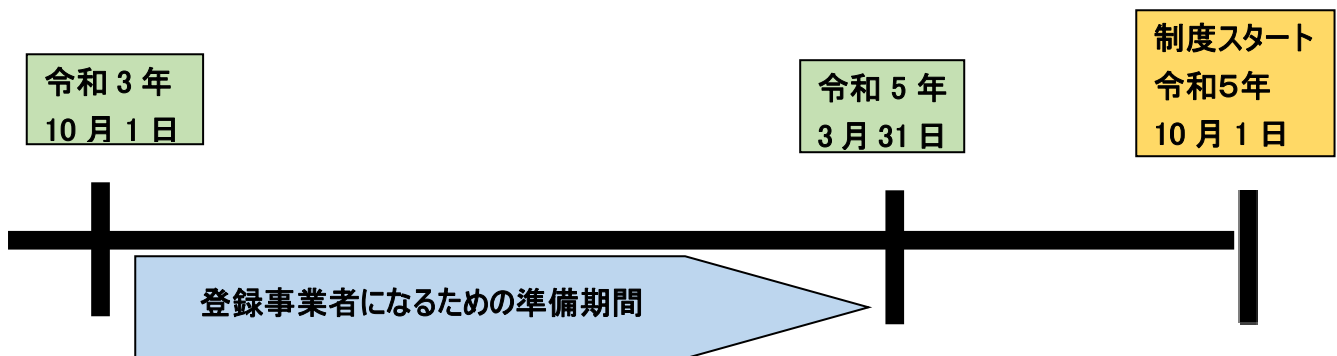 令和 3 年
10 月 1 日
令和 5 年
3 月 31 日
制度スタート
令和５年
10 月 1 日
登録事業者になるための準備期間